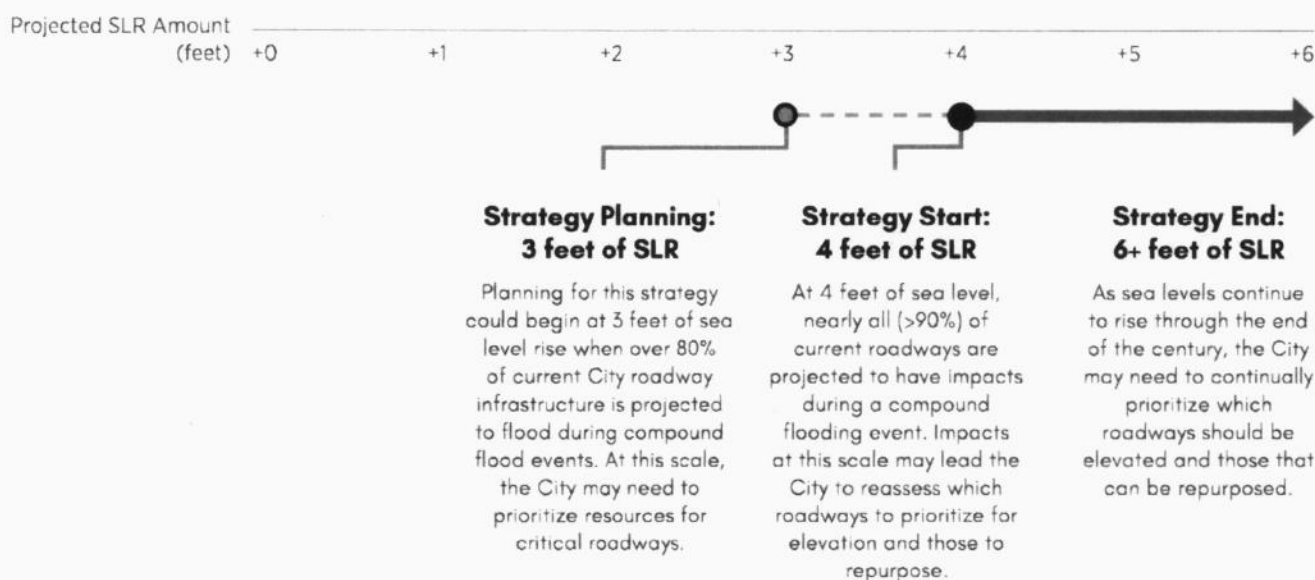 Projected SLR Amount
(feet) +0 +1 +2 +3 +4 +5 +6
Strategy Planning:
3 feet of SLR
Planning for this strategy
could begin at 3 feet of sea
level rise when over 80%
of current City roadway
infrastructure is projected
to flood during compound
flood events. At this scale,
the City may need to
prioritize resources for
critical roadways.
Strategy Start:
4 feet of SLR
At 4 feet of sea level,
nearly all (>90%) of
current roadways are
projected to have impacts
during a compound
flooding event. Impacts
at this scale may lead the
City to reassess which
roadways to prioritize for
elevation and those to
repurpose.
Strategy End:
6+ feet of SLR
As sea levels continue
to rise through the end
of the century, the City
may need to continually
prioritize which
roadways should be
elevated and those that
can be repurposed.